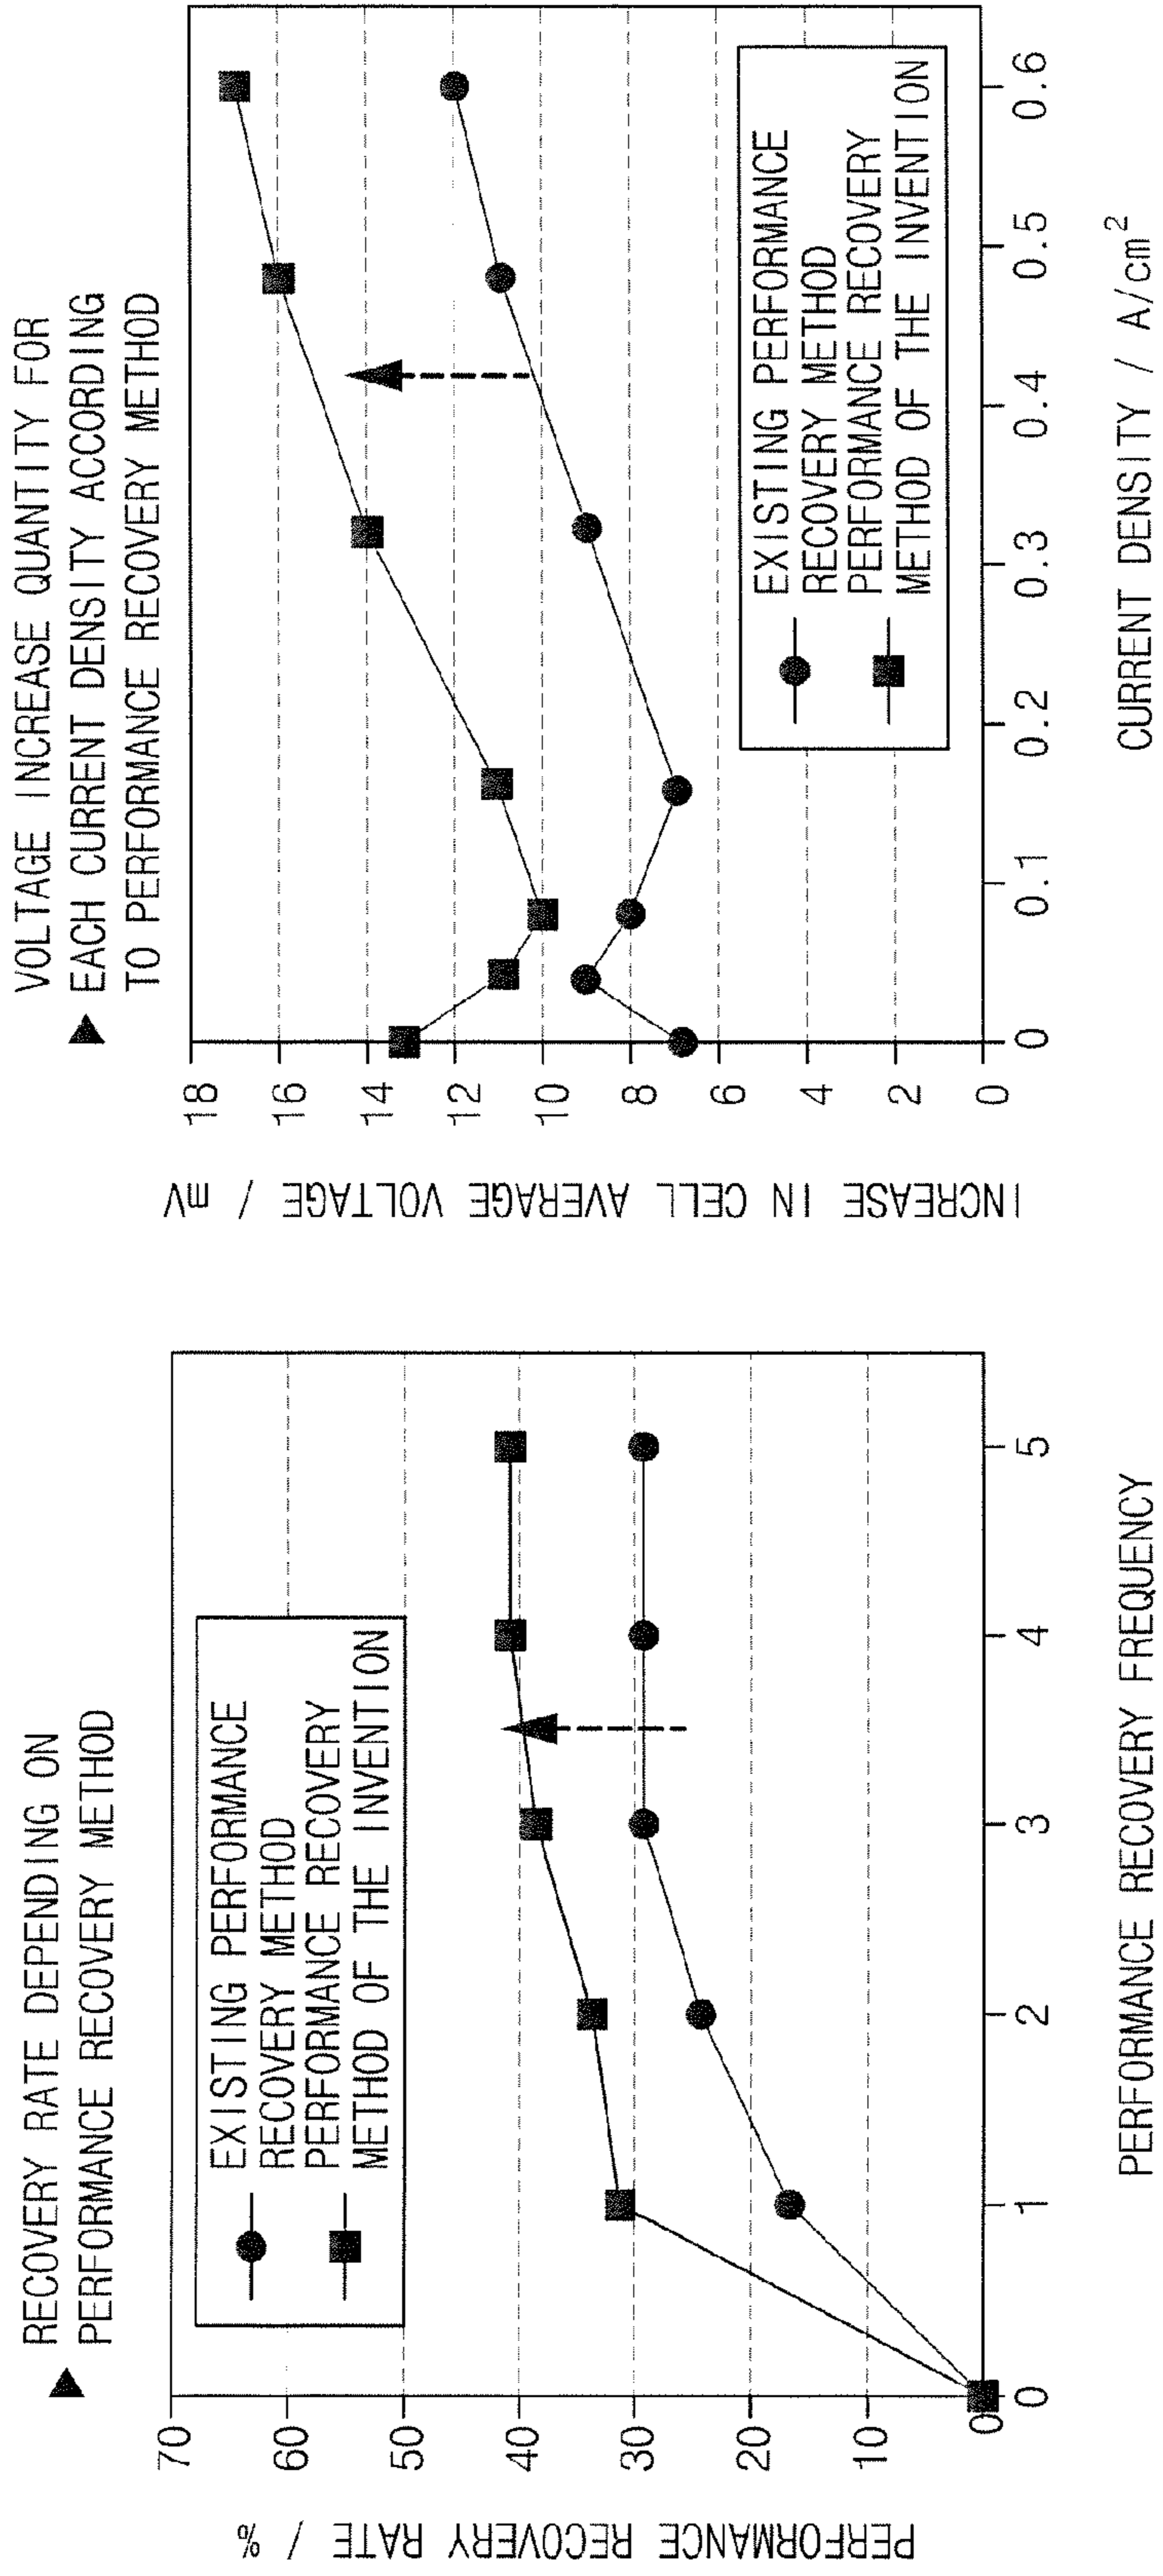 ▲ RECOVERY RATE DEPENDING ON
PERFORMANCE RECOVERY METHOD
PERFORMANCE RECOVERY RATE / %
70
60
50
40
30
20
10
0
EXISTING PERFORMANCE
RECOVERY METHOD
PERFORMANCE RECOVERY
METHOD OF THE INVENTION
0 1 2 3 4 5
PERFORMANCE RECOVERY FREQUENCY
VOLTAGE INCREASE QUANTITY FOR
▲ EACH CURRENT DENSITY ACCORDING
TO PERFORMANCE RECOVERY METHOD
INCREASE IN CELL AVERAGE VOLTAGE / mV
18
16
14
12
10
8
6
4
2
0
EXISTING PERFORMANCE
RECOVERY METHOD
PERFORMANCE RECOVERY
METHOD OF THE INVENTION
0 0.1 0.2 0.3 0.4 0.5 0.6
CURRENT DENSITY / A/cm²